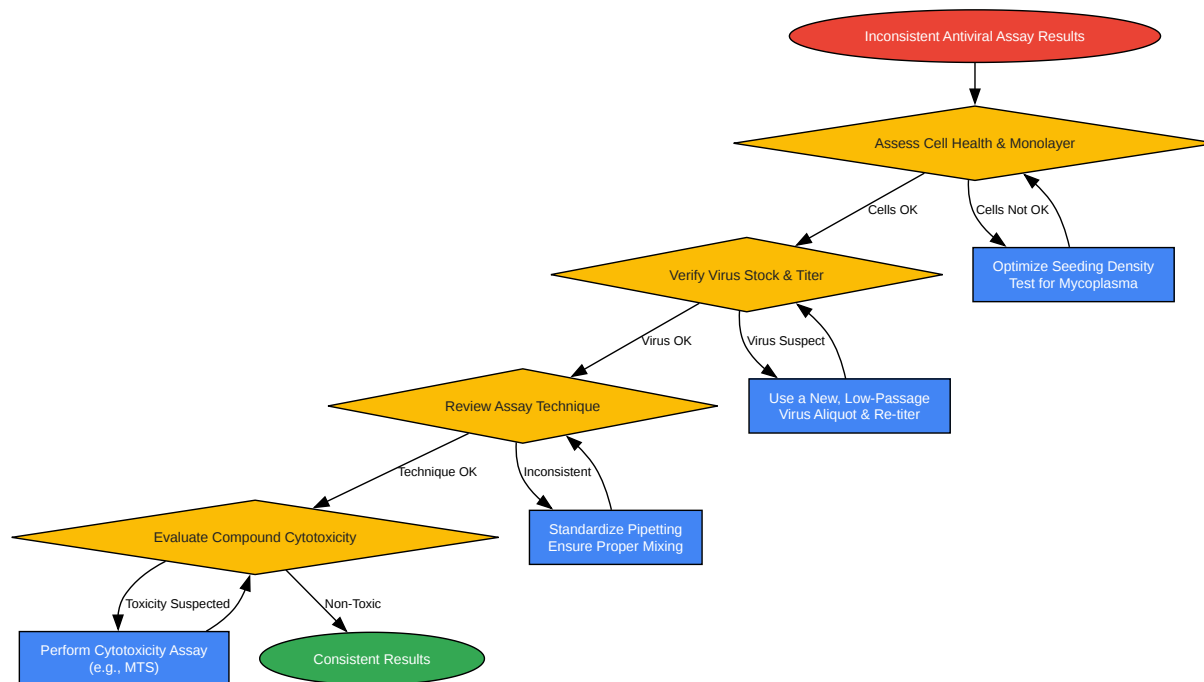 Inconsistent Antiviral Assay Results
Assess Cell Health & Monolayer
Cells OK
Cells Not OK
Verify Virus Stock & Titer
Optimize Seeding Density
Test for Mycoplasma
Virus OK
Virus Suspect
Review Assay Technique
Use a New, Low-Passage
Virus Aliquot & Re-titer
Technique OK
Inconsistent
Evaluate Compound Cytotoxicity
Standardize Pipetting
Ensure Proper Mixing
Toxicity Suspected
Non-Toxic
Perform Cytotoxicity Assay
(e.g., MTS)
Consistent Results